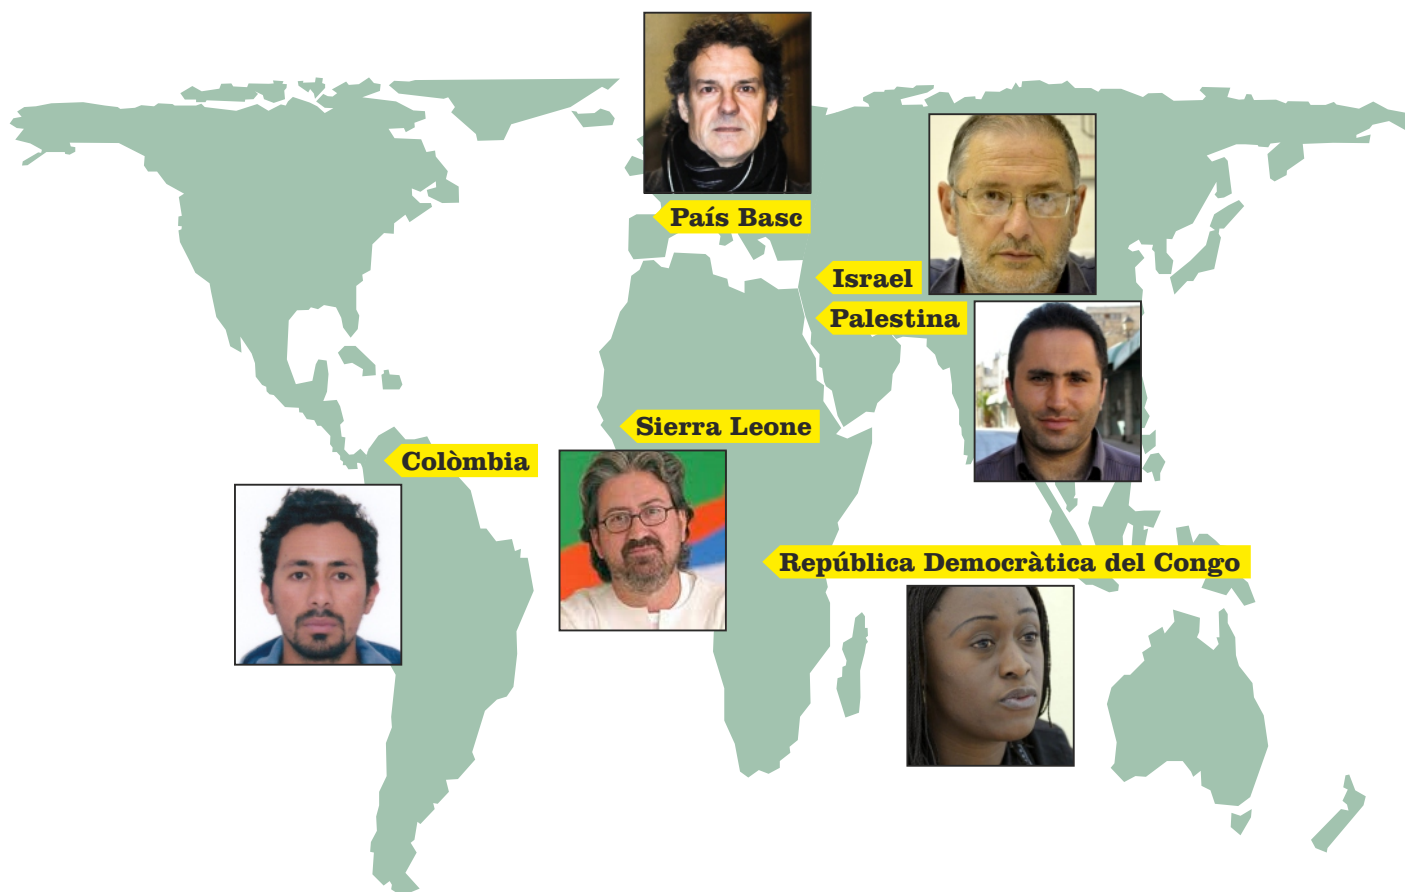 País Basc
Israel
Palestina
Sierra Leone
Colòmbia
República Democràtica del Congo